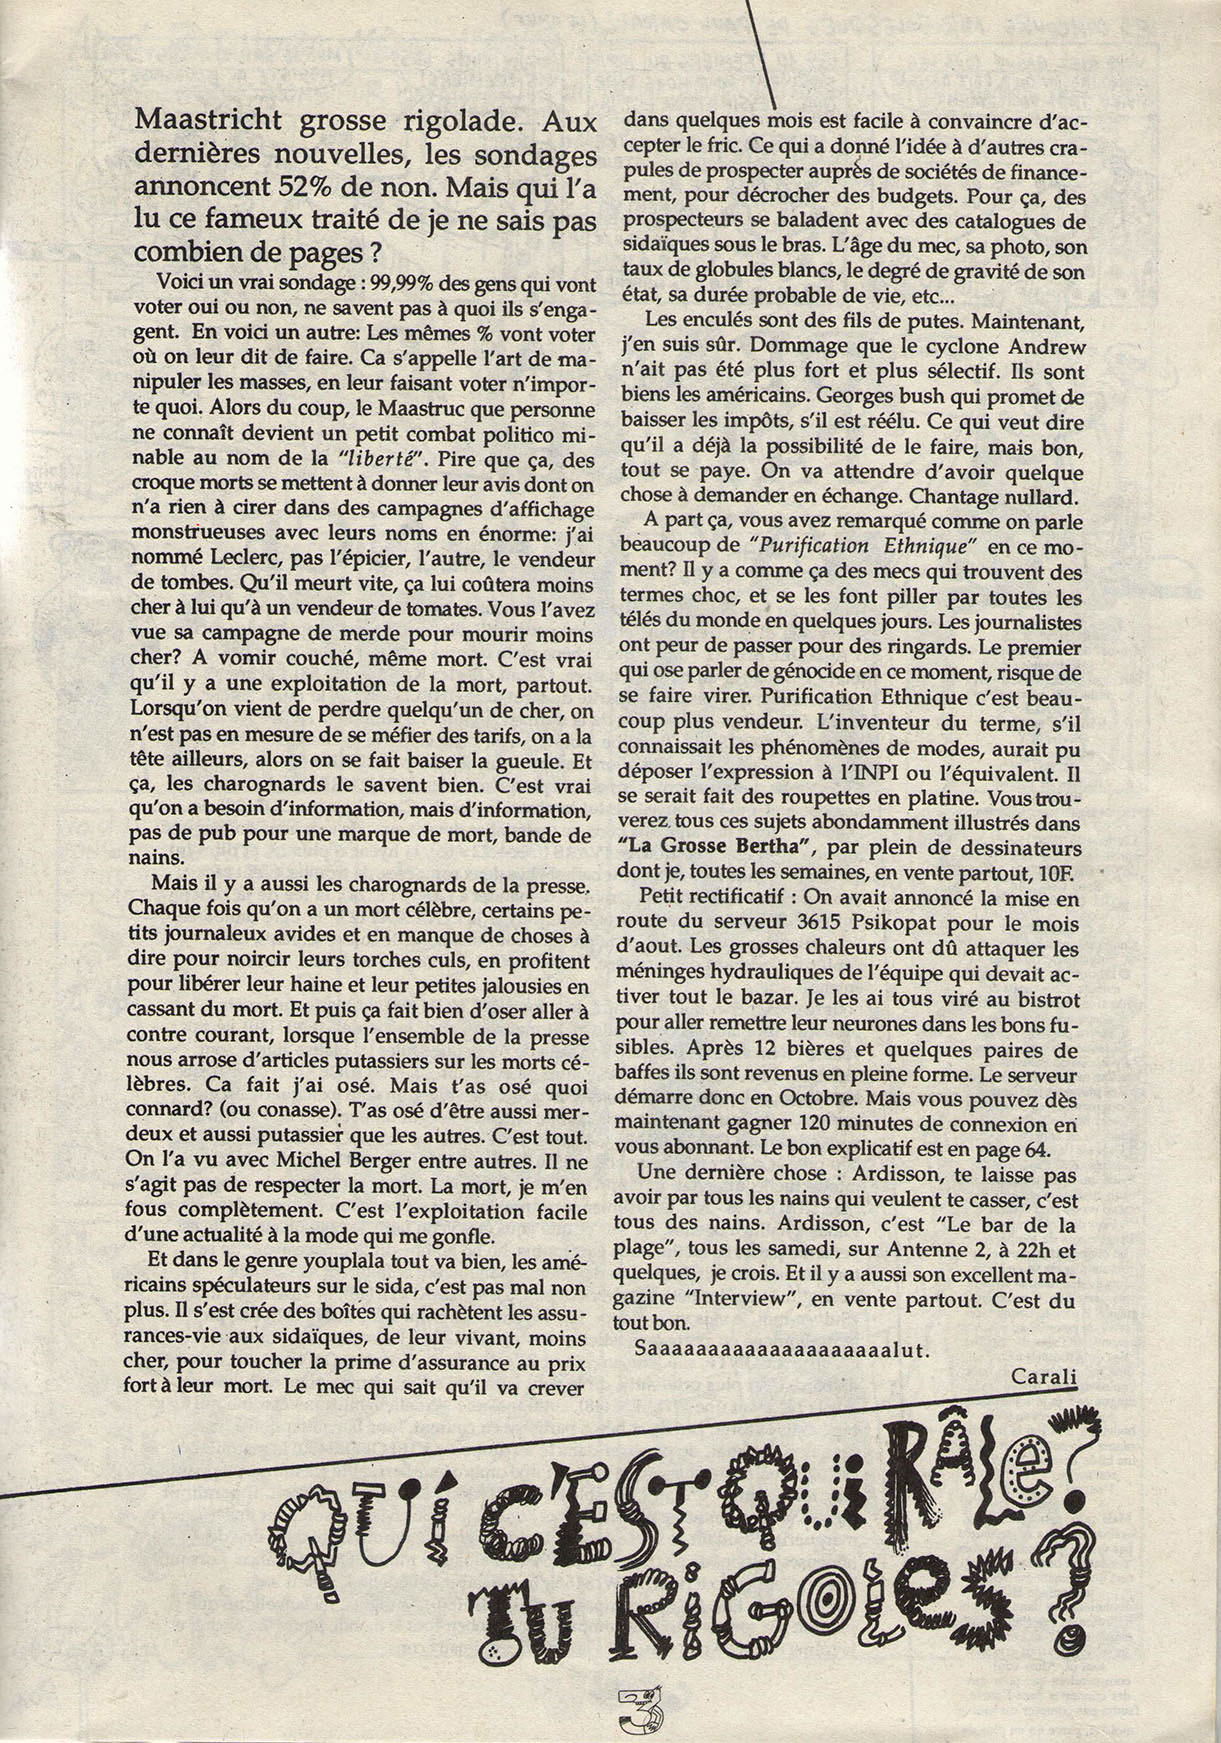 Maastricht grosse rigolade. Aux
dernières nouvelles, les sondages
annoncent 52% de non. Mais qui l'a
lu ce fameux traité de je ne sais pas
combien de pages ?
Voici un vrai sondage : 99,99% des gens qui vont
voter oui ou non, ne savent pas à quoi ils s'enga-
gent. En voici un autre: Les mêmes % vont voter
où on leur dit de faire. Ca s'appelle l'art de ma-
nipuler les masses, en leur faisant voter n'impor-
te quoi. Alors du coup, le Maastruc que personne
ne connaît devient un petit combat politico mi-
nable au nom de la "liberté". Pire que ça, des
croque morts se mettent à donner leur avis dont on
n'a rien à cirer dans des campagnes d'affichage
monstrueuses avec leurs noms en énorme: j'ai
nommé Leclerc, pas l'épicier, l'autre, le vendeur
de tombes. Qu'il meurt vite, ça lui coûtera moins
cher à lui qu'à un vendeur de tomates. Vous l'avez
vue sa campagne de merde pour mourir moins
cher? A vomir couché, même mort. C'est vrai
qu'il y a une exploitation de la mort, partout.
Lorsqu'on vient de perdre quelqu'un de cher, on
n'est pas en mesure de se méfier des tarifs, on a la
tête ailleurs, alors on se fait baiser la gueule. Et
ça, les charognards le savent bien. C'est vrai
qu'on a besoin d'information, mais d'information,
pas de pub pour une marque de mort, bande de
nains.
Mais il y a aussi les charognards de la presse.
Chaque fois qu'on a un mort célèbre, certains pe-
tits journaleux avides et en manque de choses à
dire pour noircir leurs torches culs, en profitent
pour libérer leur haine et leur petites jalousies en
cassant du mort. Et puis ça fait bien d'oser aller à
contre courant, lorsque l'ensemble de la presse
nous arrose d'articles putassiers sur les morts cé-
lèbres. Ca fait j'ai osé. Mais t'as osé quoi
connard? (ou conasse). T'as osé d'être aussi mer-
deux et aussi putassier que les autres. C'est tout.
On l'a vu avec Michel Berger entre autres. Il ne
s'agit pas de respecter la mort. La mort, je m'en
fous complètement. C'est l'exploitation facile
d'une actualité à la mode qui me gonfle.
Et dans le genre youplala tout va bien, les amé-
ricains spéculateurs sur le sida, c'est pas mal non
plus. Il s'est crée des boîtes qui rachètent les assu-
rances-vie aux sidaïques, de leur vivant, moins
cher, pour toucher la prime d'assurance au prix
fort à leur mort. Le mec qui sait qu'il va crever
dans quelques mois est facile à convaincre d'ac-
cepter le fric. Ce qui a donné l'idée à d'autres cra-
pules de prospecter auprès de sociétés de finance-
ment, pour décrocher des budgets. Pour ça, des
prospecteurs se baladent avec des catalogues de
sidaïques sous le bras. L'âge du mec, sa photo, son
taux de globules blancs, le degré de gravité de son
état, sa durée probable de vie, etc...
Les enculés sont des fils de putes. Maintenant,
j'en suis sûr. Dommage que le cyclone Andrew
n'ait pas été plus fort et plus sélectif. Ils sont
biens les américains. Georges bush qui promet de
baisser les impôts, s'il est réélu. Ce qui veut dire
qu'il a déjà la possibilité de le faire, mais bon,
tout se paye. On va attendre d'avoir quelque
chose à demander en échange. Chantage nullard.
A part ça, vous avez remarqué comme on parle
beaucoup de "Purification Ethnique" en ce mo-
ment? Il y a comme ça des mecs qui trouvent des
termes choc, et se les font piller par toutes les
télés du monde en quelques jours. Les journalistes
ont peur de passer pour des ringards. Le premier
qui ose parler de génocide en ce moment, risque de
se faire virer. Purification Ethnique c'est beau-
coup plus vendeur. L'inventeur du terme, s'il
connaissait les phénomènes de modes, aurait pu
déposer l'expression à l'INPI ou l'équivalent. Il
se serait fait des roupettes en platine. Vous trou-
verez tous ces sujets abondamment illustrés dans
"La Grosse Bertha", par plein de dessinateurs
dont je, toutes les semaines, en vente partout, 10F.
Petit rectificatif : On avait annoncé la mise en
route du serveur 3615 Psikopat pour le mois
d'aout. Les grosses chaleurs ont dû attaquer les
méninges hydrauliques de l'équipe qui devait ac-
tiver tout le bazar. Je les ai tous viré au bistrot
pour aller remettre leur neurones dans les bons fu-
sibles. Après 12 bières et quelques paires de
baffes ils sont revenus en pleine forme. Le serveur
démarre donc en Octobre. Mais vous pouvez dès
maintenant gagner 120 minutes de connexion en
vous abonnant. Le bon explicatif est en page 64.
Une dernière chose : Ardisson, te laisse pas
avoir par tous les nains qui veulent te casser, c'est
tous des nains. Ardisson, c'est "Le bar de la
plage", tous les samedi, sur Antenne 2, à 22h et
quelques, je crois. Et il y a aussi son excellent ma-
gazine "Interview", en vente partout. C'est du
tout bon.
Saaaaaaaaaaaaaaaaaaaalut.
Carali
QUI C'EST QUI RÂLE?
TU RIGOLES?
3